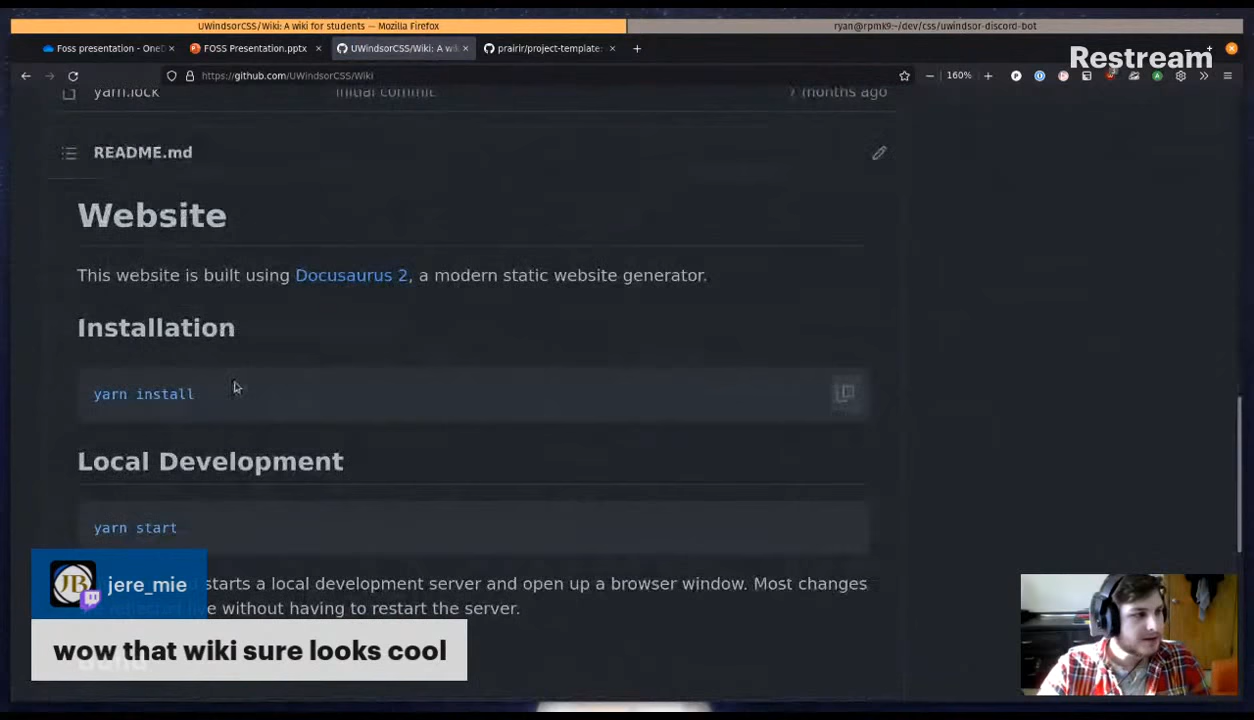 UWindsorCSS/Wiki: A wiki for students — Mozilla Firefox
ryan@rpmk9:~/dev/css/uwindsor-discord-bot
Foss presentation - OneD
FOSS Presentation.pptx
UWindsorCSS/Wiki: A wi
prairir/project-template
Restream
https://github.com/UWindsorCSS/Wiki
160%
yarn.lock
initial commit
7 months ago
README.md
Website
This website is built using Docusaurus 2, a modern static website generator.
Installation
yarn install
Local Development
yarn start
JB
jere_mie
starts a local development server and open up a browser window. Most changes
live without having to restart the server.
wow that wiki sure looks cool